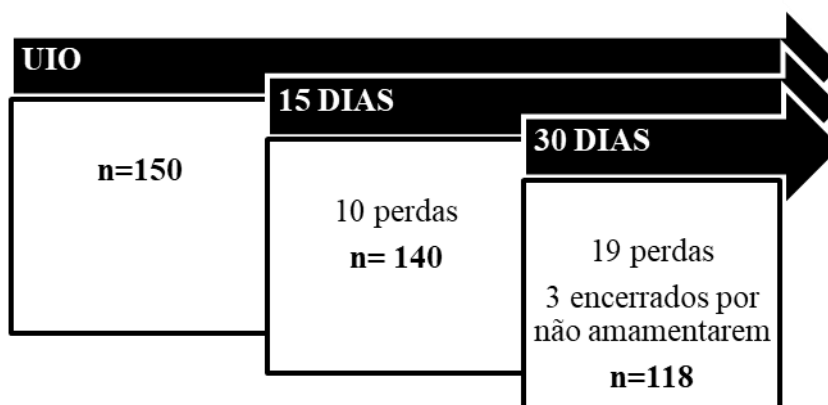 UIO
n=150
15 DIAS
10 perdas
n= 140
30 DIAS
19 perdas
3 encerrados por
não amamentarem
n=118